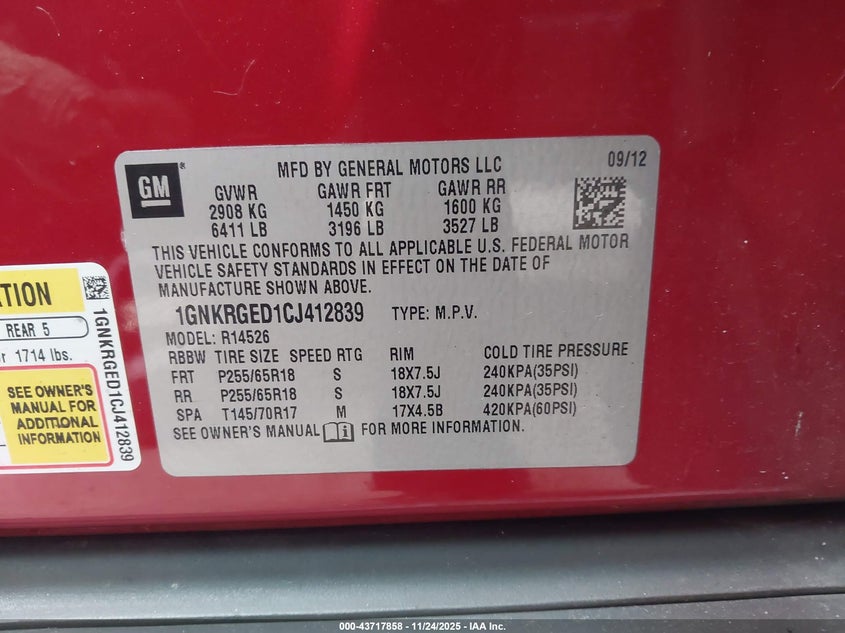 GM
MFD BY GENERAL MOTORS LLC 09/12
GVWR GAWR FRT GAWR RR
2908 KG 1450 KG 1600 KG
6411 LB 3196 LB 3527 LB
THIS VEHICLE CONFORMS TO ALL APPLICABLE U.S. FEDERAL MOTOR
VEHICLE SAFETY STANDARDS IN EFFECT ON THE DATE OF
MANUFACTURE SHOWN ABOVE.
1GNKRGED1CJ412839 TYPE: M.P.V.
MODEL: R14526
RBBW TIRE SIZE SPEED RTG RIM COLD TIRE PRESSURE
FRT P255/65R18 S 18X7.5J 240KPA(35PSI)
RR P255/65R18 S 18X7.5J 240KPA(35PSI)
SPA T145/70R17 M 17X4.5B 420KPA(60PSI)
SEE OWNER'S MANUAL FOR MORE INFORMATION.
REAR 5
1714 lbs.
SEE OWNER'S
MANUAL FOR
ADDITIONAL
INFORMATION
1GNKRGED1CJ412839
000-43717858 - 11/24/2025 - IAA Inc.